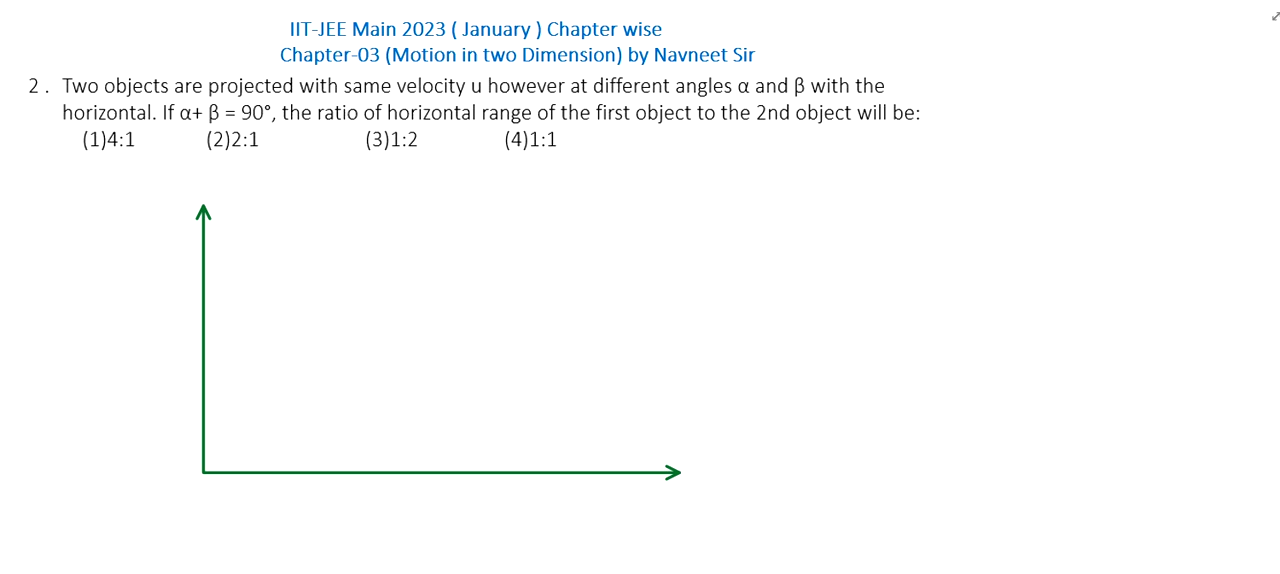 IIT-JEE Main 2023 ( January ) Chapter wise
Chapter-03 (Motion in two Dimension) by Navneet Sir
2 . Two objects are projected with same velocity u however at different angles α and β with the
horizontal. If α+ β = 90°, the ratio of horizontal range of the first object to the 2nd object will be:
(1)4:1 (2)2:1 (3)1:2 (4)1:1